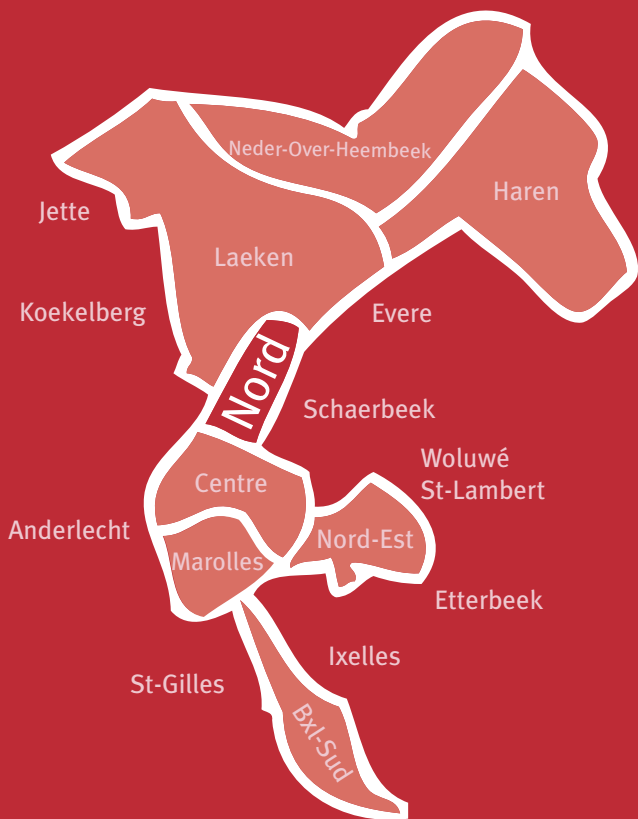 Neder-Over-Heembeek
Haren
Jette
Laeken
Koekelberg
Evere
Nord
Schaerbeek
Woluwé
St-Lambert
Centre
Anderlecht
Nord-Est
Marolles
Etterbeek
Ixelles
St-Gilles
Bxl-Sud